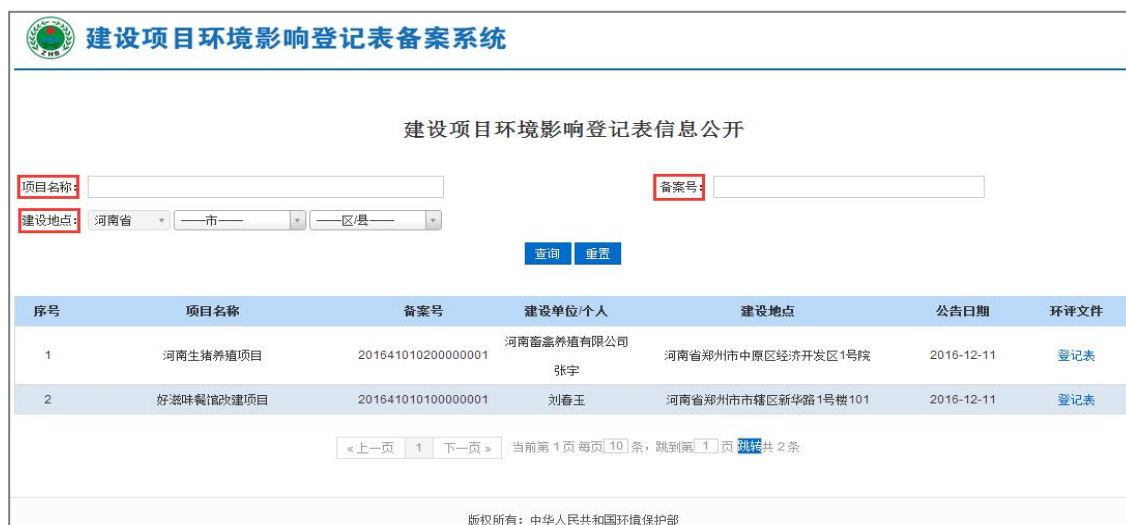 ZHB
建设项目环境影响登记表备案系统
建设项目环境影响登记表信息公开
项目名称: 备案号:
建设地点: 河南省 ——市—— ——区/县——
查询 重置
序号 项目名称 备案号 建设单位/个人 建设地点 公告日期 环评文件
1 河南生猪养殖项目 201641010200000001 河南畜鑫养殖有限公司 张宇 河南省郑州市中原区经济开发区1号院 2016-12-11 登记表
2 好滋味餐馆改建项目 201641010100000001 刘春玉 河南省郑州市市辖区新华路1号楼101 2016-12-11 登记表
«上一页 1 下一页» 当前第 1 页 每页 10 条，跳到第 1 页 跳转共 2 条
版权所有：中华人民共和国环境保护部